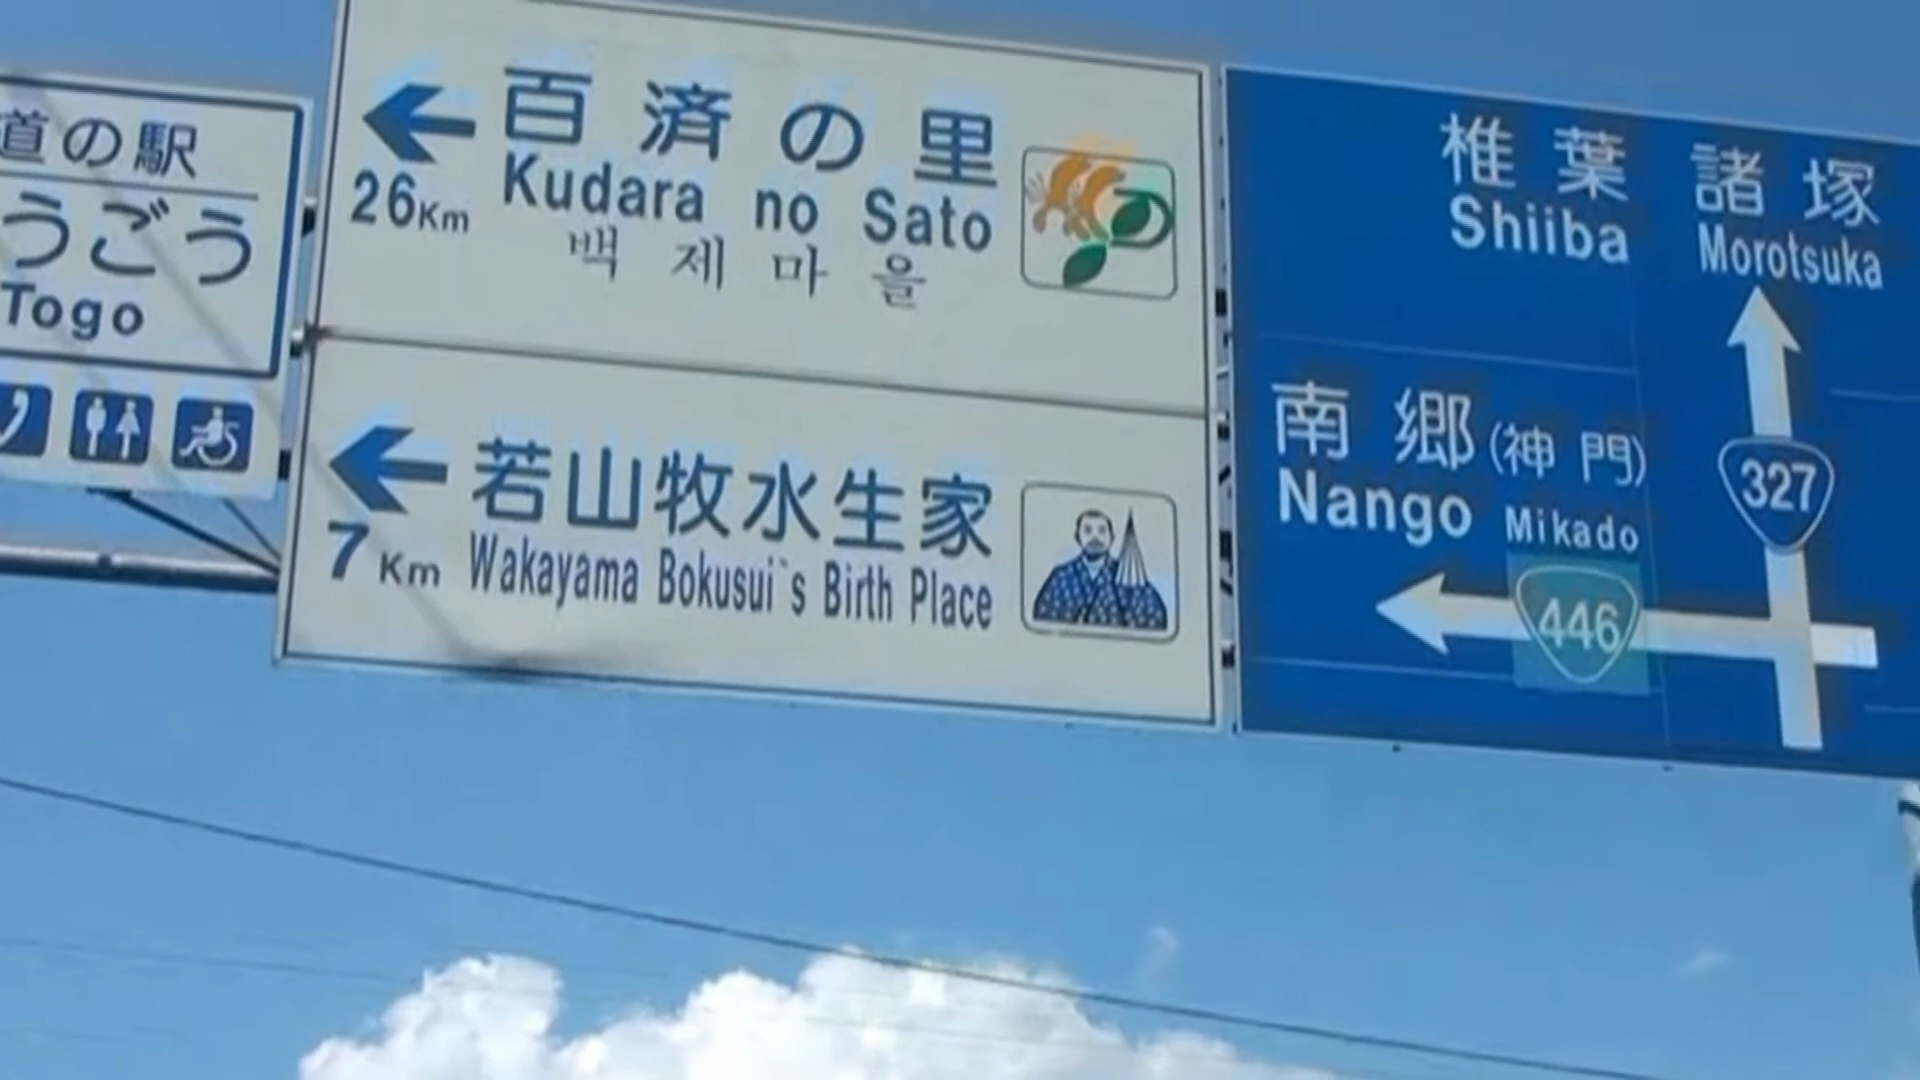 道の駅
うごう
Togo
百済の里
26Km
Kudara no Sato
백제마을
若山牧水生家
7 Km
Wakayama Bokusui`s Birth Place
椎葉 諸塚
Shiiba Morotsuka
南郷(神門)
Nango Mikado
327
446